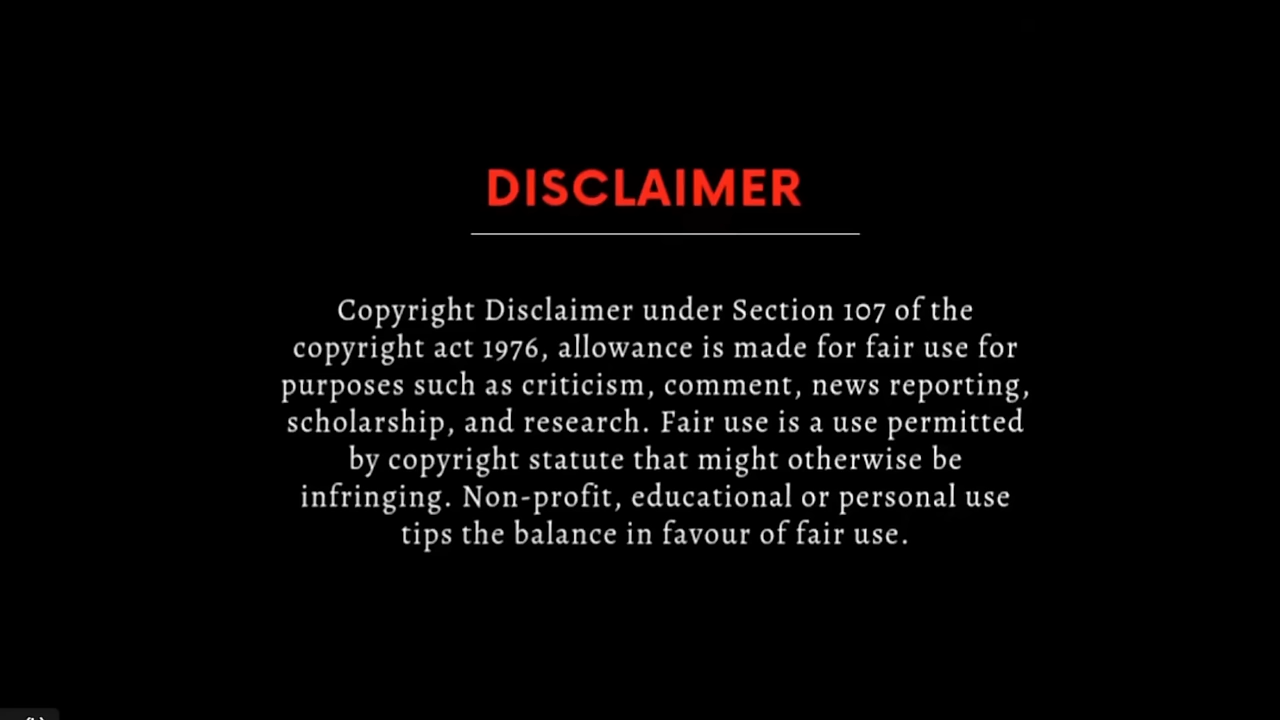 DISCLAIMER
Copyright Disclaimer under Section 107 of the
copyright act 1976, allowance is made for fair use for
purposes such as criticism, comment, news reporting,
scholarship, and research. Fair use is a use permitted
by copyright statute that might otherwise be
infringing. Non-profit, educational or personal use
tips the balance in favour of fair use.